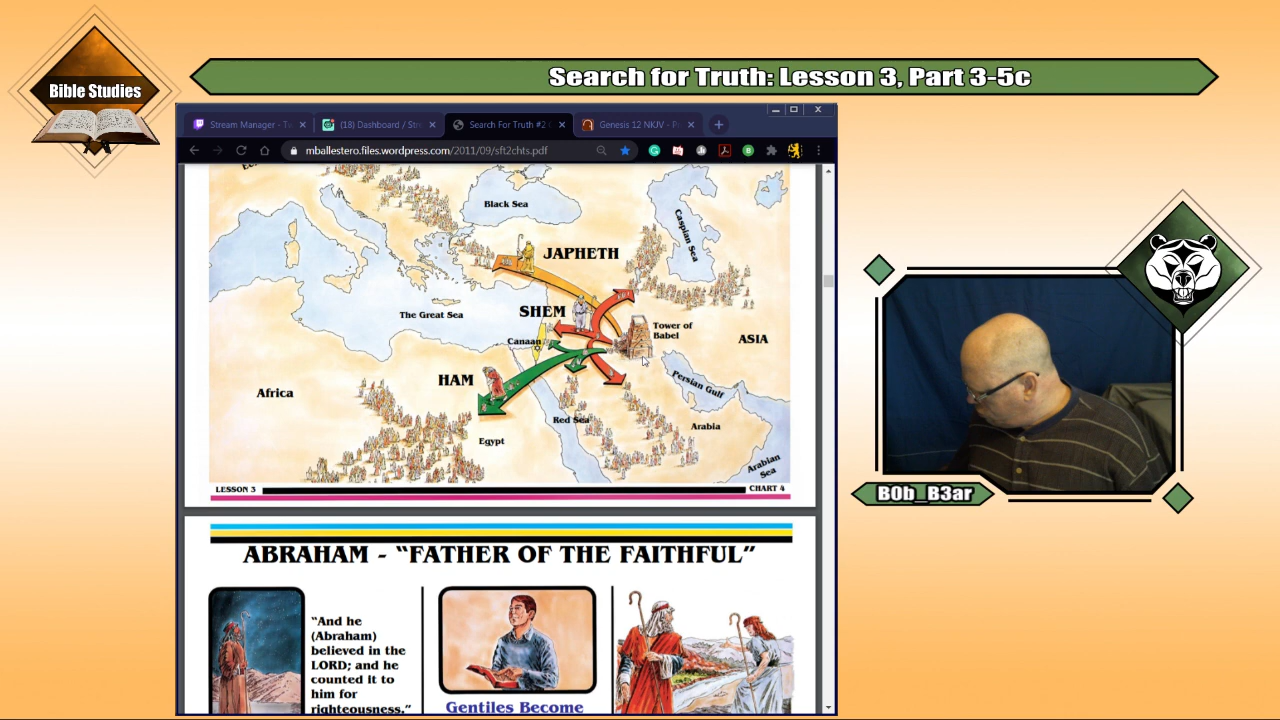 Bible Studies
Search for Truth: Lesson 3, Part 3-5c
Stream Manager - Tw
(18) Dashboard / Stre
Search For Truth #2 C
Genesis 12 NKJV - P
mballestero.files.wordpress.com/2011/09/sft2chts.pdf
Black Sea
Caspian Sea
JAPHETH
SHEM
The Great Sea
Tower of
Babel
ASIA
Canaan
HAM
Africa
Persian Gulf
Red Sea
Arabia
Egypt
Arabian
Sea
LESSON 3
CHART 4
B0b_B3ar
ABRAHAM - "FATHER OF THE FAITHFUL"
"And he
(Abraham)
believed in the
LORD; and he
counted it to
him for
righteousness."
Gentiles Become